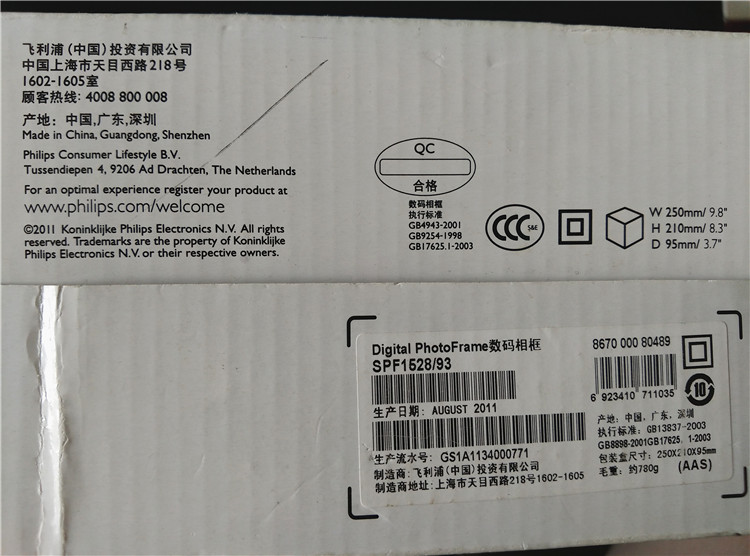 飞利浦(中国)投资有限公司
中国上海市天目西路218号
1602-1605室
顾客热线: 4008 800 008
产地: 中国,广东,深圳
Made in China, Guangdong, Shenzhen
Philips Consumer Lifestyle B.V.
Tussendiepen 4, 9206 Ad Drachten, The Netherlands
For an optimal experience register your product at
www.philips.com/welcome
©2011 Koninklijke Philips Electronics N.V. All rights
reserved. Trademarks are the property of Koninklijke
Philips Electronics N.V. or their respective owners.
QC
合格
数码相框
执行标准
GB4943-2001
GB9254-1998
GB17625.1-2003
CCC
S&E
W 250mm/ 9.8"
H 210mm/ 8.3"
D 95mm/ 3.7"
Digital PhotoFrame数码相框
SPF1528/93
生产日期: AUGUST 2011
生产流水号: GS1A1134000771
制造商: 飞利浦(中国)投资有限公司
制造商地址: 上海市天目西路218号1602-1605
8670 000 80489
6 923410 711035
10
产地: 中国, 广东, 深圳
执行标准: GB13837-2003
GB8898-2001GB17625. 1-2003
包装盒尺寸: 250X210X95mm
毛重: 约780g
(AAS)